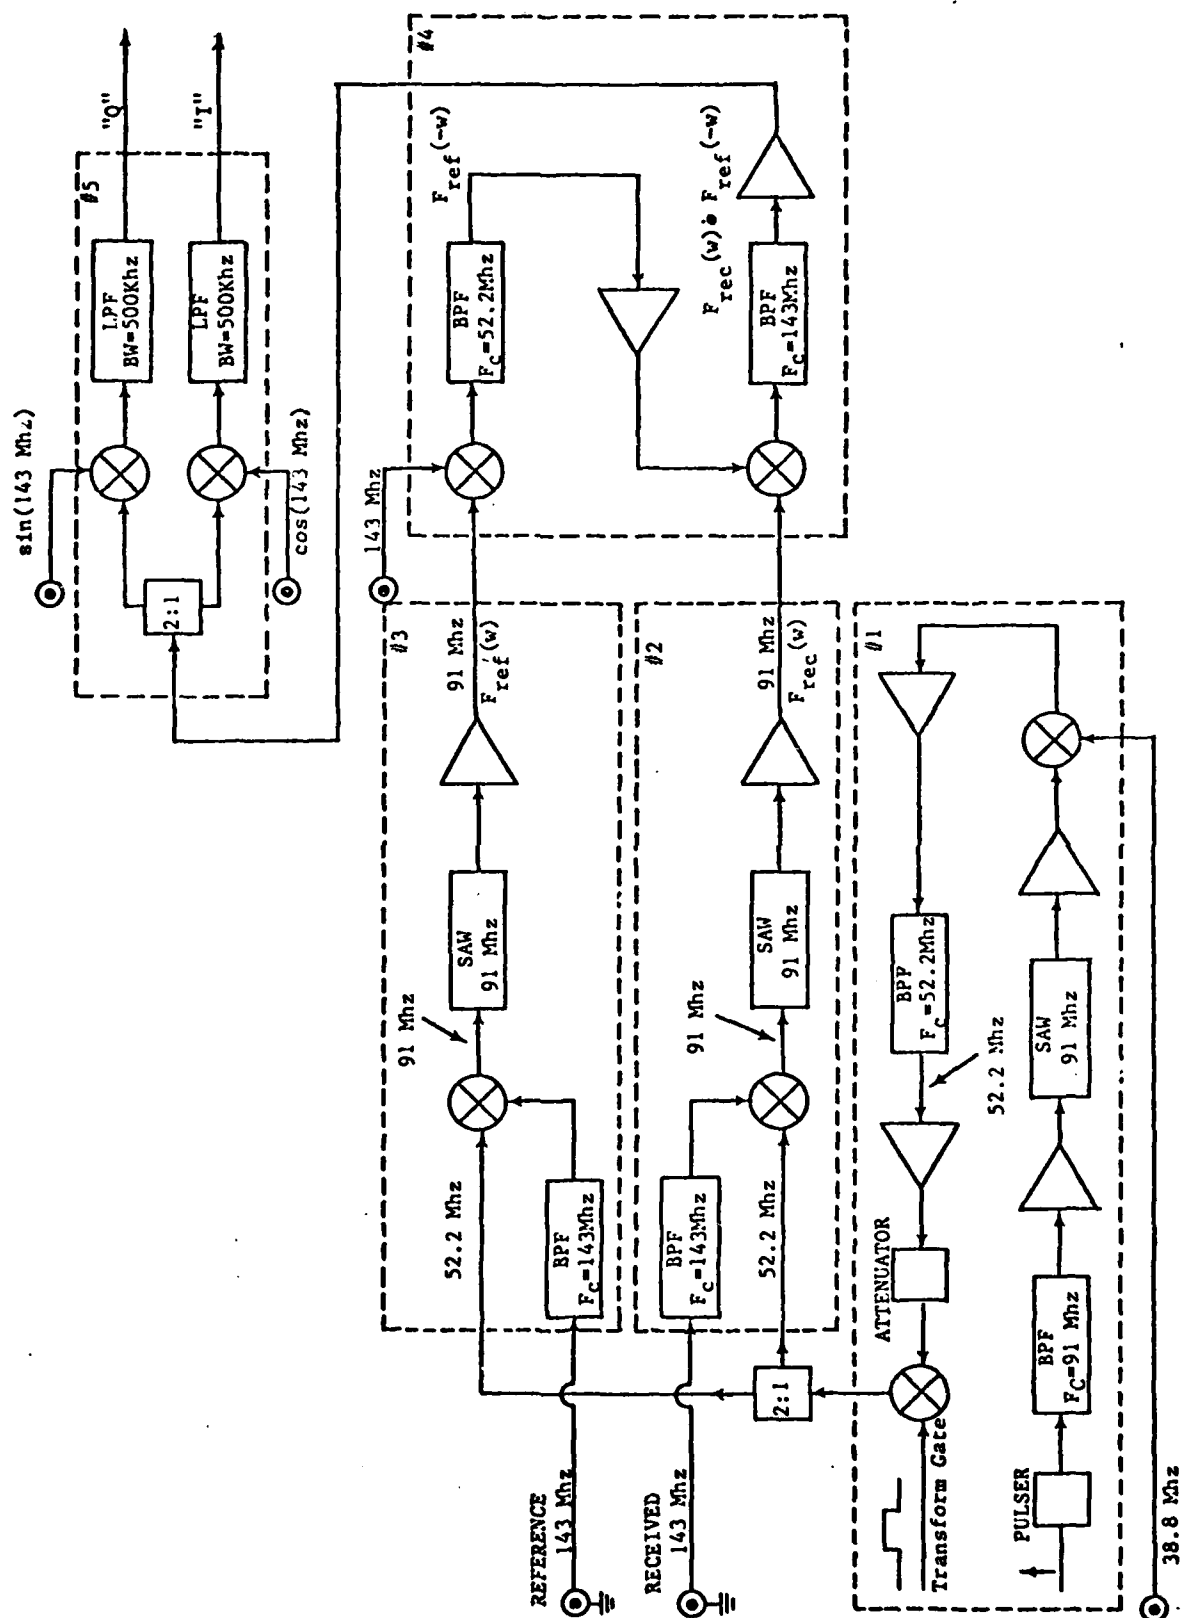 REFERENCE
143 Mhz
RECEIVED
143 Mhz
Transform Gate
PULSER
38.8 Mhz
2:1
ATTENUATOR
BPF
F_C=91 Mhz
SAW
91 Mhz
52.2 Mhz
BPF
F_C=52.2Mhz
#1
BPF
F_C=143Mhz
52.2 Mhz
91 Mhz
SAW
91 Mhz
#2
91 Mhz
F_rec(w)
BPF
F_C=143Mhz
52.2 Mhz
91 Mhz
SAW
91 Mhz
#3
91 Mhz
F_ref(w)
143 Mhz
BPF
F_C=52.2Mhz
F_ref(-w)
BPF
F_C=143Mhz
F_rec(w)•F_ref(-w)
#4
2:1
sin(143 Mhz)
cos(143 Mhz)
LPF
BW=500Khz
LPF
BW=500Khz
#5
"Q"
"I"